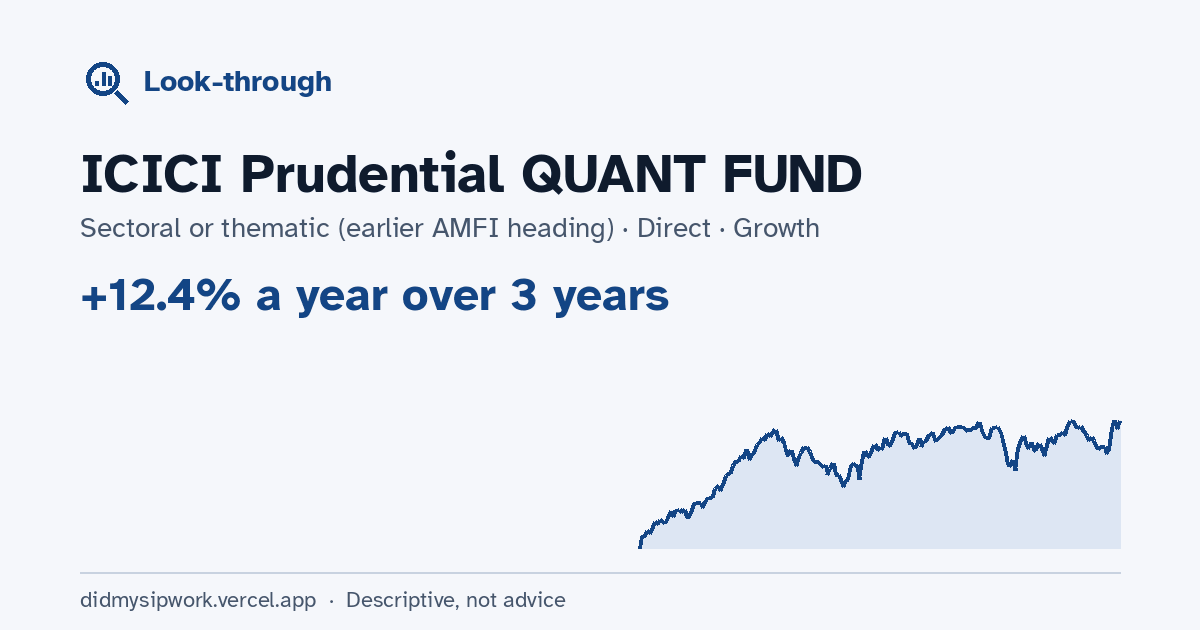 Look-through
ICICI Prudential QUANT FUND
Sectoral or thematic (earlier AMFI heading) · Direct · Growth
+12.4% a year over 3 years
didmysipwork.vercel.app · Descriptive, not advice